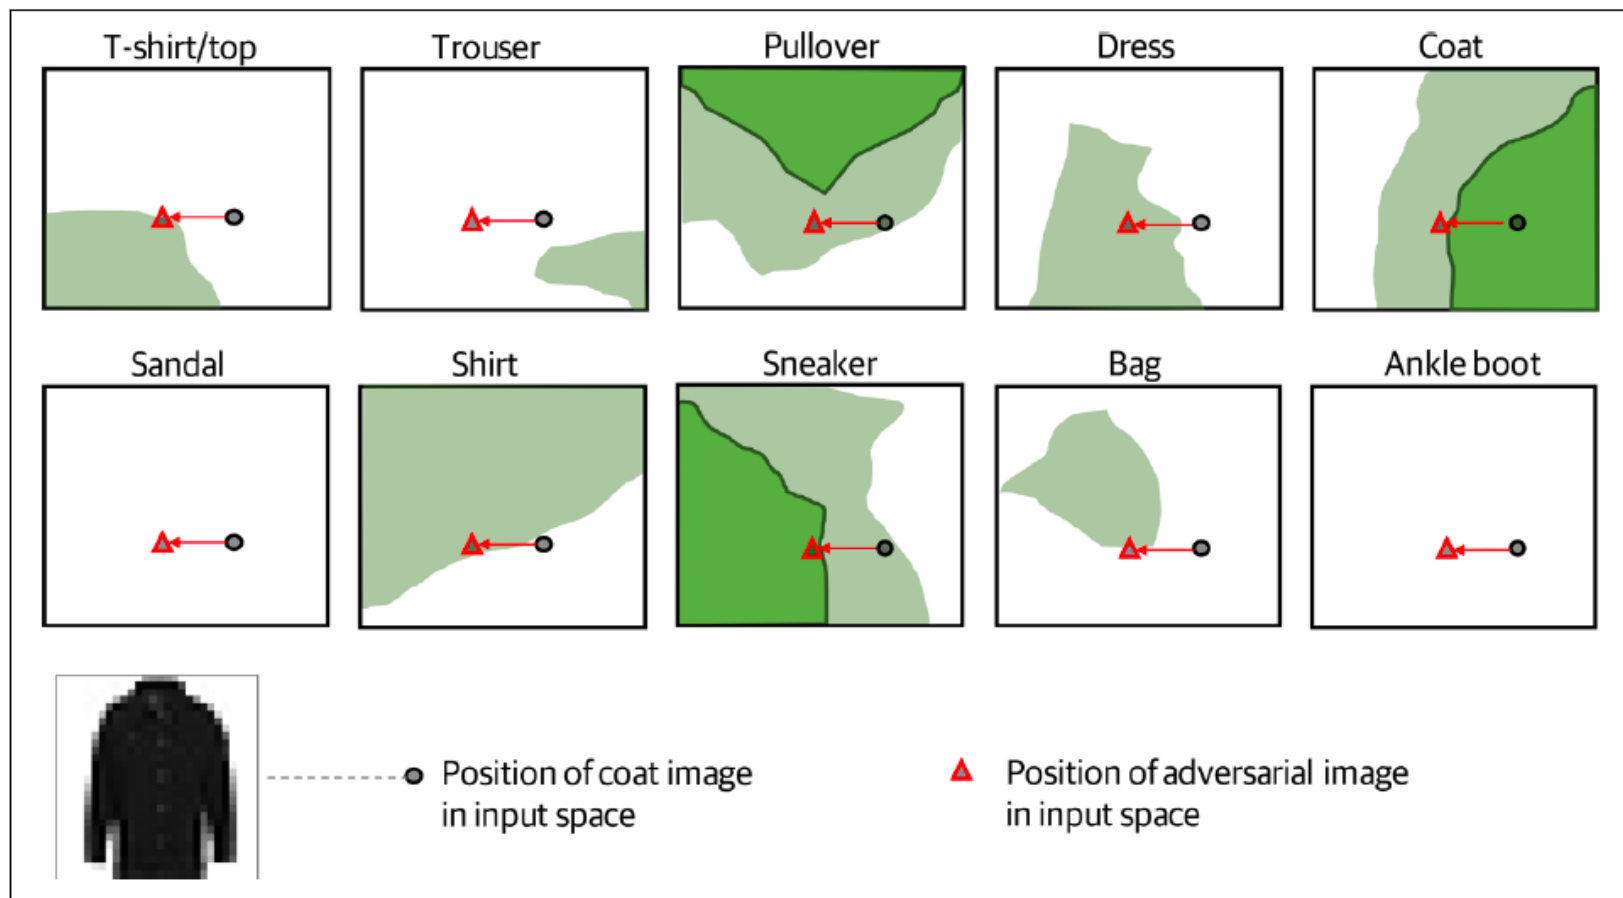 T-shirt/top
Trouser
Pullover
Dress
Coat
Sandal
Shirt
Sneaker
Bag
Ankle boot
Position of coat image
in input space
Position of adversarial image
in input space